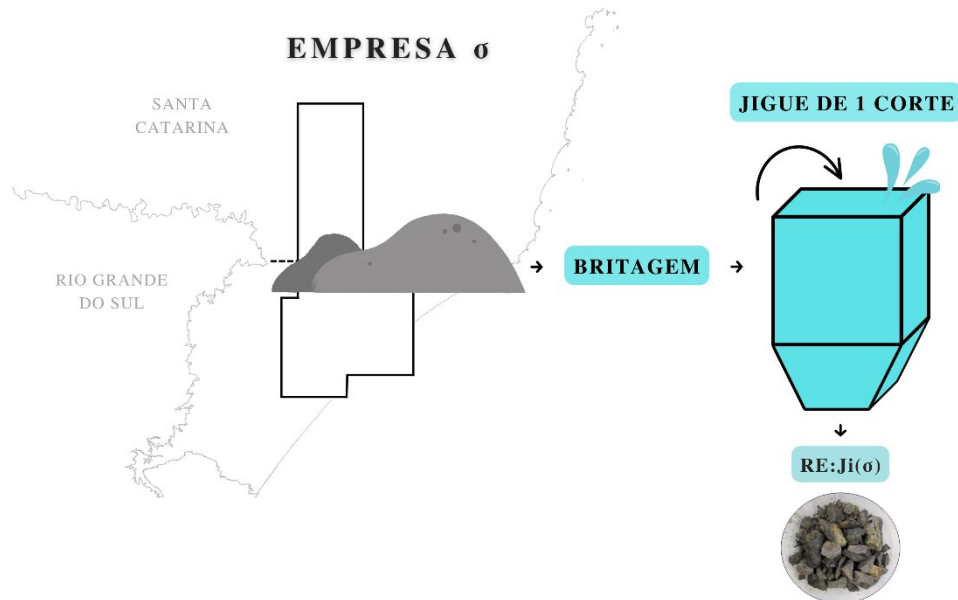 EMPRESA σ
SANTA
CATARINA
RIO GRANDE
DO SUL
BRITAGEM
JIGUE DE 1 CORTE
RE:Ji(σ)